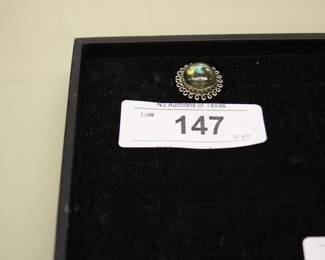 NJ Auctions of Texas
Lot#
147